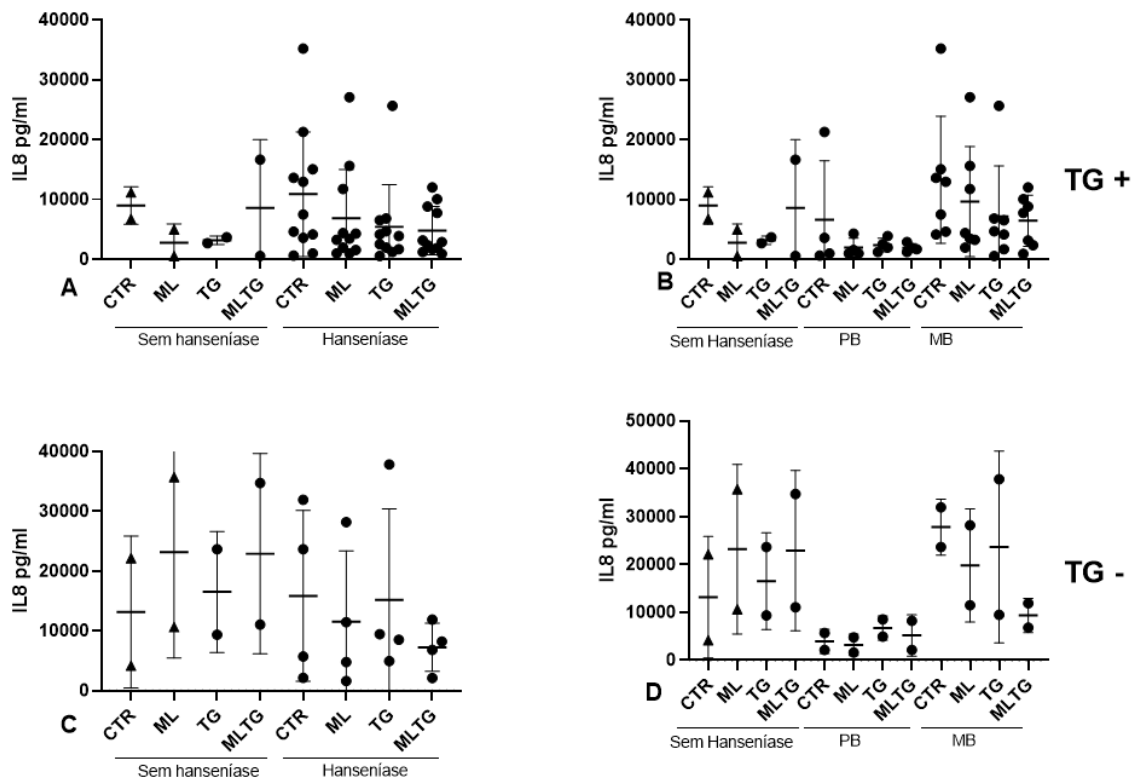 40000
30000
20000
10000
0
IL8 pg/ml
A
CTR ML TG MLTG CTR ML TG MLTG
Sem hanseníase Hanseníase
40000
30000
20000
10000
0
IL8 pg/ml
B
CTR ML TG MLTG CTR ML TG MLTG CTR ML TG MLTG
Sem Hanseníase PB MB
TG +
40000
30000
20000
10000
0
IL8 pg/ml
C
CTR ML TG MLTG CTR ML TG MLTG
Sem hanseníase Hanseníase
50000
40000
30000
20000
10000
0
IL8 pg/ml
D
CTR ML TG MLTG CTR ML TG MLTG CTR ML TG MLTG
Sem Hanseníase PB MB
TG -